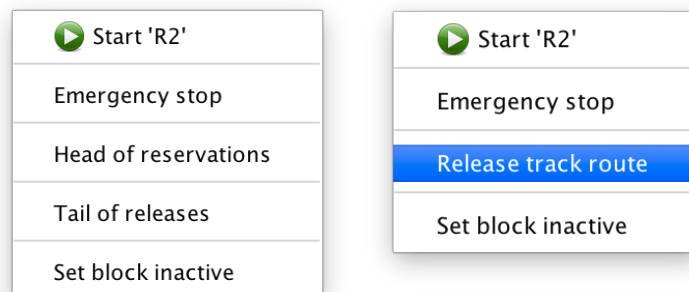 Start 'R2'
Emergency stop
Head of reservations
Tail of releases
Set block inactive
Start 'R2'
Emergency stop
Release track route
Set block inactive